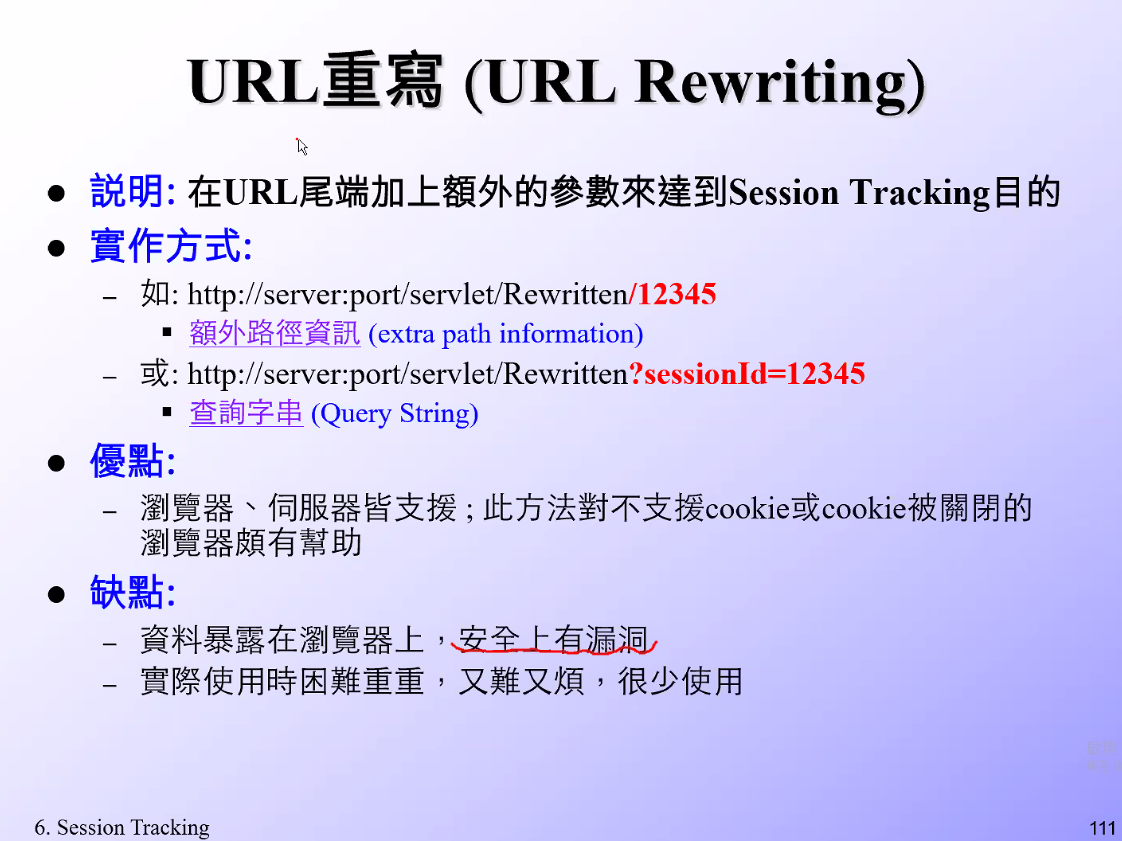 URL重寫 (URL Rewriting)
● 説明: 在URL尾端加上額外的參數來達到Session Tracking目的
● 實作方式:
– 如: http://server:port/servlet/Rewritten/12345
▪ 額外路徑資訊 (extra path information)
– 或: http://server:port/servlet/Rewritten?sessionId=12345
▪ 查詢字串 (Query String)
● 優點:
– 瀏覽器、伺服器皆支援 ; 此方法對不支援cookie或cookie被關閉的
瀏覽器頗有幫助
● 缺點:
– 資料暴露在瀏覽器上，安全上有漏洞
– 實際使用時困難重重，又難又煩，很少使用
6. Session Tracking
111